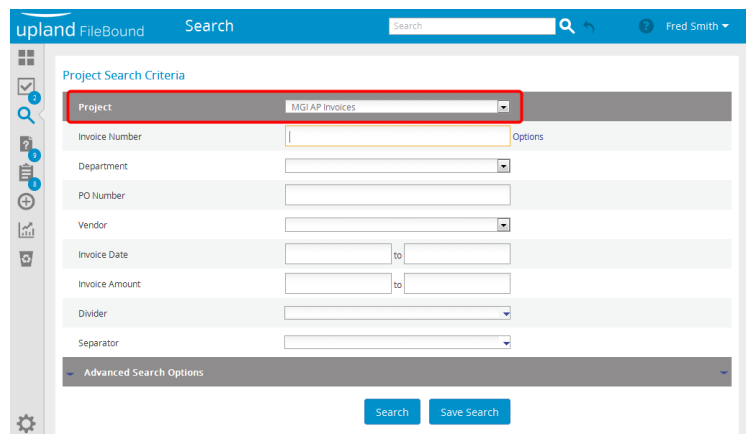 upland FileBound Search Search ? Fred Smith
Project Search Criteria
2
Project MGI AP Invoices
Invoice Number Options
?
9
Department
8
PO Number
Vendor
Invoice Date to
Invoice Amount to
Divider
Separator
Advanced Search Options
Search Save Search